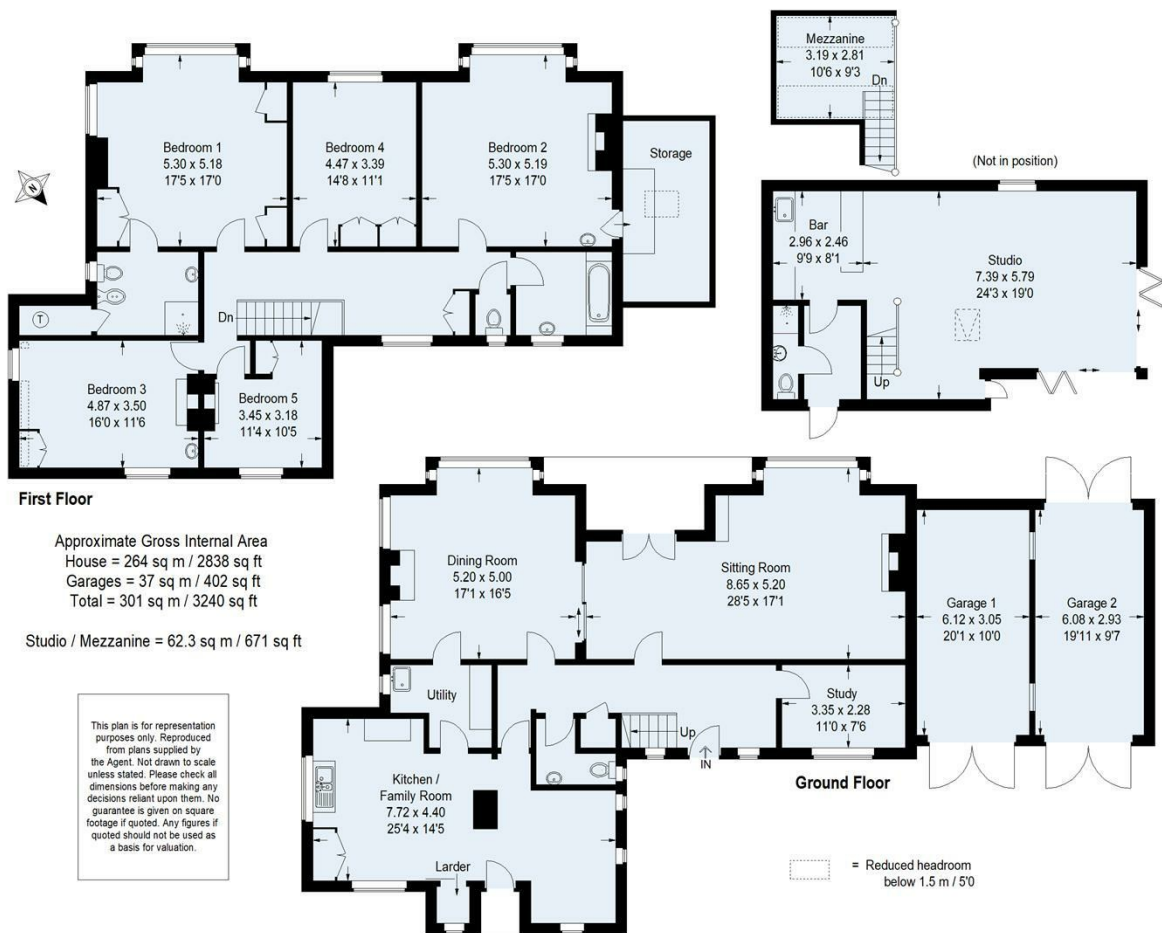 Mezzanine
3.19 x 2.81
10'6 x 9'3
Dn
(Not in position)
Bedroom 1
5.30 x 5.18
17'5 x 17'0
Bedroom 4
4.47 x 3.39
14'8 x 11'1
Bedroom 2
5.30 x 5.19
17'5 x 17'0
Storage
N
Dn
T
Bedroom 3
4.87 x 3.50
16'0 x 11'6
Bedroom 5
3.45 x 3.18
11'4 x 10'5
First Floor
Bar
2.96 x 2.46
9'9 x 8'1
Studio
7.39 x 5.79
24'3 x 19'0
Up
Approximate Gross Internal Area
House = 264 sq m / 2838 sq ft
Garages = 37 sq m / 402 sq ft
Total = 301 sq m / 3240 sq ft
Studio / Mezzanine = 62.3 sq m / 671 sq ft
This plan is for representation
purposes only. Reproduced
from plans supplied by
the Agent. Not drawn to scale
unless stated. Please check all
dimensions before making any
decisions reliant upon them. No
guarantee is given on square
footage if quoted. Any figures if
quoted should not be used as
a basis for valuation.
Dining Room
5.20 x 5.00
17'1 x 16'5
Sitting Room
8.65 x 5.20
28'5 x 17'1
Garage 1
6.12 x 3.05
20'1 x 10'0
Garage 2
6.08 x 2.93
19'11 x 9'7
Utility
Study
3.35 x 2.28
11'0 x 7'6
Up
IN
Kitchen /
Family Room
7.72 x 4.40
25'4 x 14'5
Larder
Ground Floor
= Reduced headroom
below 1.5 m / 5'0